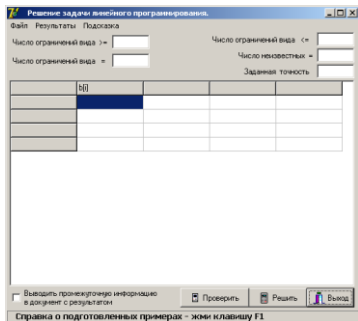 Решение задачи линейного программирования.
Файл Результаты Подсказка
Число ограничений вида >=
Число ограничений вида <=
Число ограничений вида =
Число неизвестных =
Заданная точность
b[i]
Выводить промежуточную информацию
в документ с результатом
Проверить
Решить
Выход
Справка о подготовленных примерах - жми клавишу F1